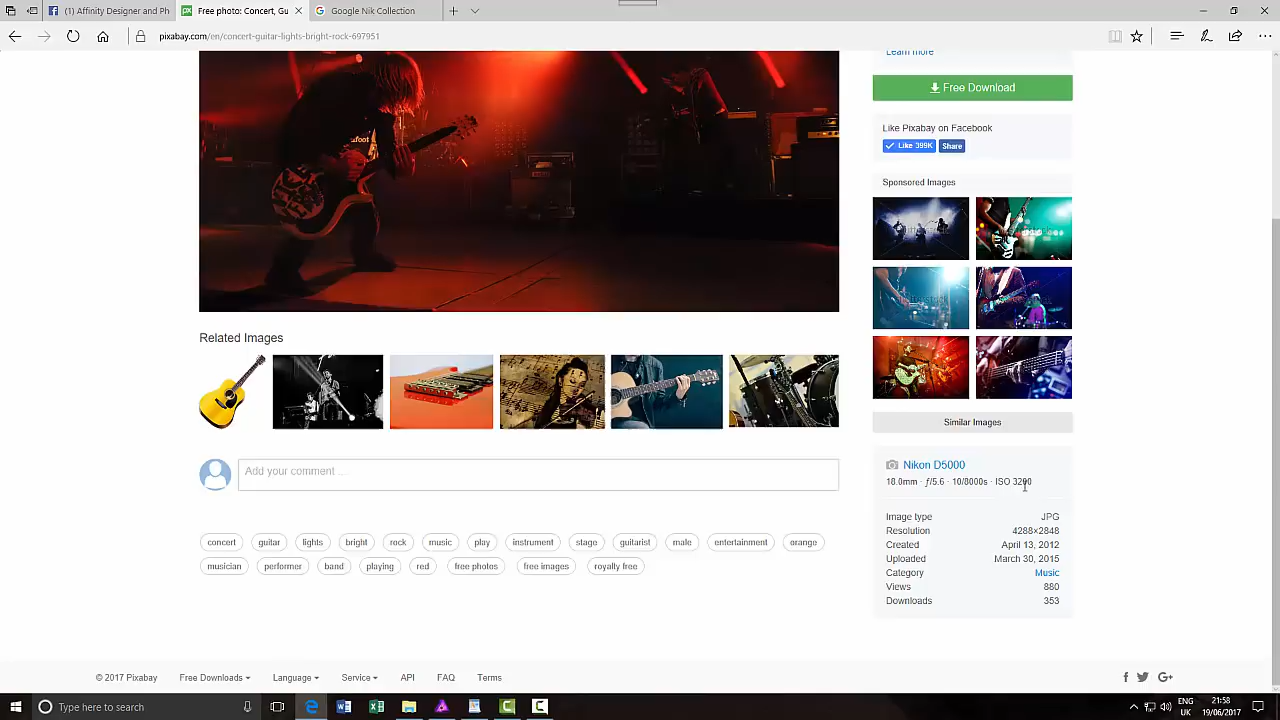 (1) Affinity Designer and Ph
Free photo: Concert, Gu
Google Nik Collection
pixabay.com/en/concert-guitar-lights-bright-rock-697951
Learn more
Free Download
Like Pixabay on Facebook
Like 399K
Share
Sponsored Images
Similar Images
Related Images
Add your comment ...
Nikon D5000
18.0mm · ƒ/5.6 · 10/8000s · ISO 3200
Image type JPG
Resolution 4288×2848
Created April 13, 2012
Uploaded March 30, 2015
Category Music
Views 880
Downloads 353
concert guitar lights bright rock music play instrument stage guitarist male entertainment orange
musician performer band playing red free photos free images royalty free
© 2017 Pixabay Free Downloads Language Service API FAQ Terms
Type here to search
ENG
UK
21:58
19/06/2017